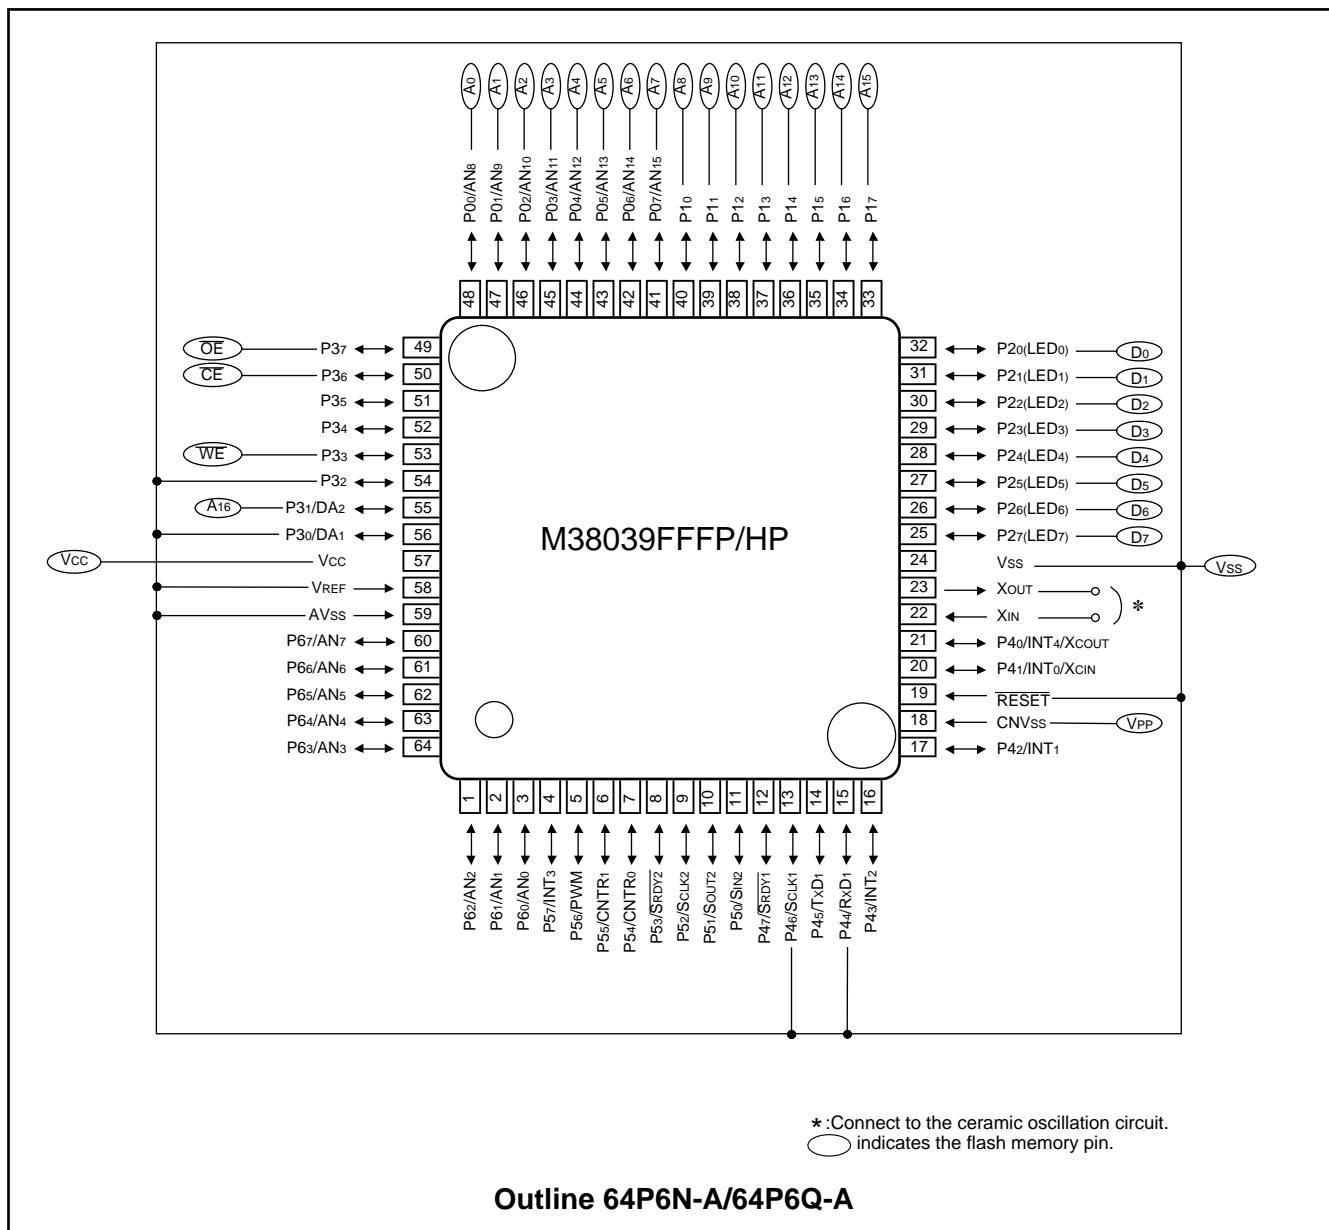 A0 A1 A2 A3 A4 A5 A6 A7 A8 A9 A10 A11 A12 A13 A14 A15
P00/AN8 P01/AN9 P02/AN10 P03/AN11 P04/AN12 P05/AN13 P06/AN14 P07/AN15 P10 P11 P12 P13 P14 P15 P16 P17
48 47 46 45 44 43 42 41 40 39 38 37 36 35 34 33
OE P37 49
CE P36 50
P35 51
P34 52
WE P33 53
P32 54
A16 P31/DA2 55
P30/DA1 56
VCC VCC 57
VREF 58
AVSS 59
P67/AN7 60
P66/AN6 61
P65/AN5 62
P64/AN4 63
P63/AN3 64
M38039FFFP/HP
32 P20(LED0) D0
31 P21(LED1) D1
30 P22(LED2) D2
29 P23(LED3) D3
28 P24(LED4) D4
27 P25(LED5) D5
26 P26(LED6) D6
25 P27(LED7) D7
24 VSS VSS
23 XOUT
22 XIN *
21 P40/INT4/XCOUT
20 P41/INT0/XCIN
19 RESET
18 CNVSS VPP
17 P42/INT1
1 2 3 4 5 6 7 8 9 10 11 12 13 14 15 16
P62/AN2 P61/AN1 P60/AN0 P57/INT3 P56/PWM P55/CNTR1 P54/CNTR0 P53/SRDY2 P52/SCLK2 P51/SOUT2 P50/SIN2 P47/SRDY1 P46/SCLK1 P45/TxD1 P44/RxD1 P43/INT2
* :Connect to the ceramic oscillation circuit.
indicates the flash memory pin.
Outline 64P6N-A/64P6Q-A